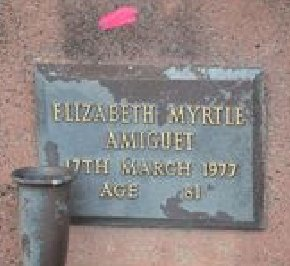 ELIZABETH MYRTLE
AMIGUET
17TH MARCH 1977
AGE 81